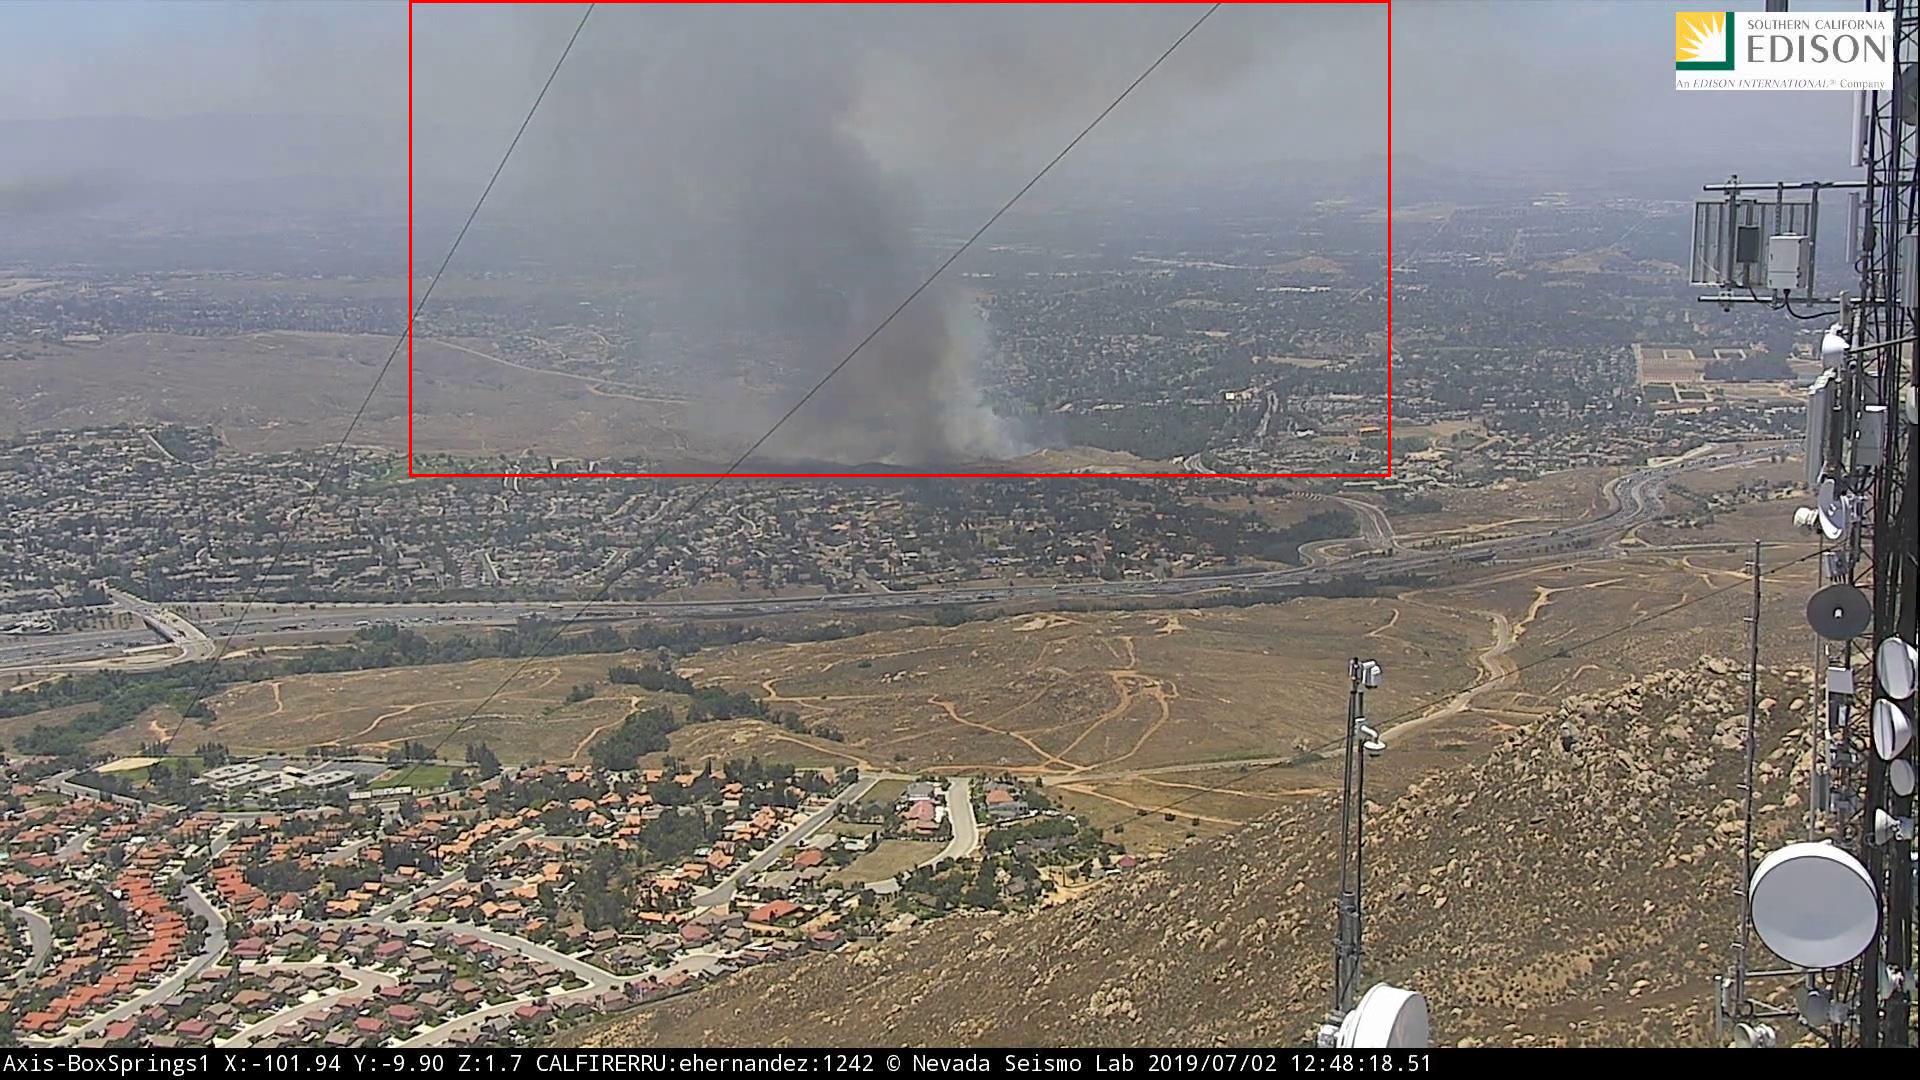 SOUTHERN CALIFORNIA
EDISON
An EDISON INTERNATIONAL® Company
Axis-BoxSprings1 X:-101.94 Y:-9.90 Z:1.7 CALFIRERRU:ehernandez:1242 © Nevada Seismo Lab 2019/07/02 12:48:18.51